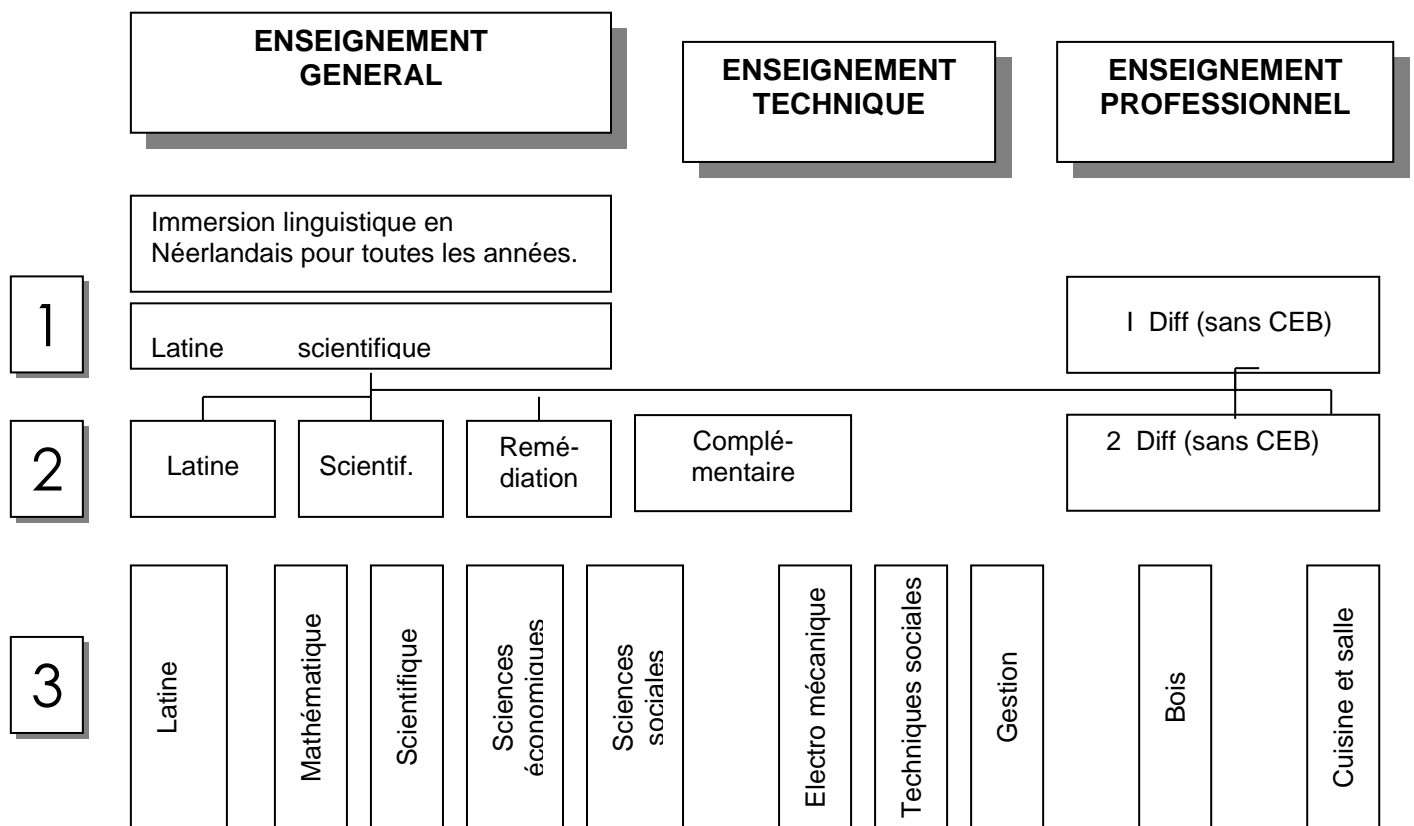 ENSEIGNEMENT
GENERAL
ENSEIGNEMENT
TECHNIQUE
ENSEIGNEMENT
PROFESSIONNEL
Immersion linguistique en
Néerlandais pour toutes les années.
1
Latine scientifique
I Diff (sans CEB)
2
Latine
Scientif.
Remé-
diation
Complé-
mentaire
2 Diff (sans CEB)
3
Latine
Mathématique
Scientifique
Sciences
économiques
Sciences
sociales
Electro mécanique
Techniques sociales
Gestion
Bois
Cuisine et salle